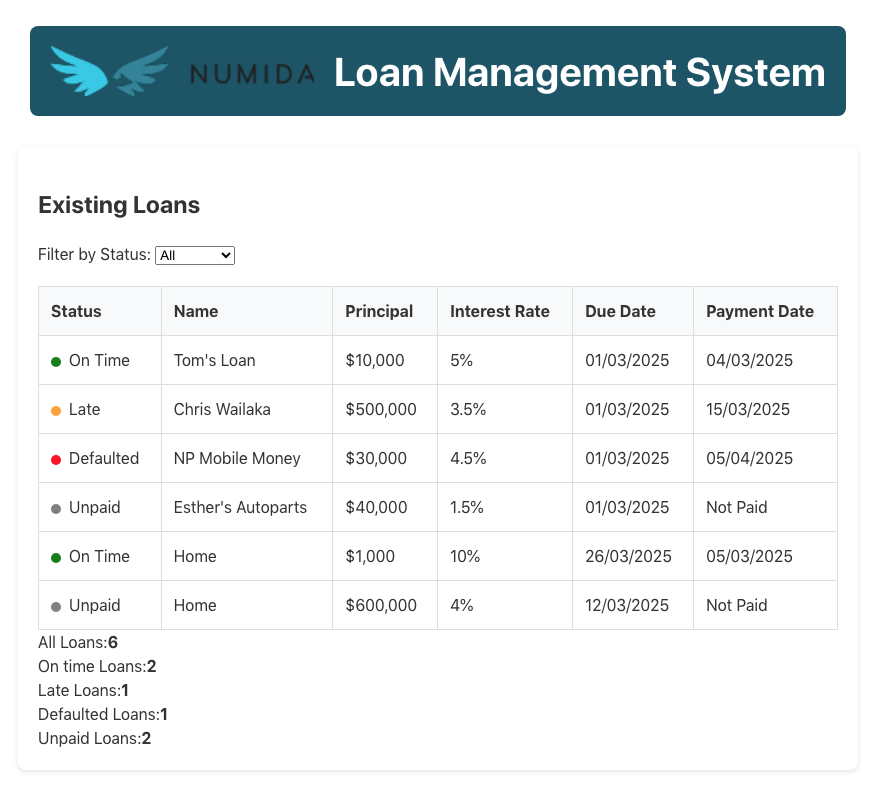 NUMIDA Loan Management System
Existing Loans
Filter by Status: All
Status Name Principal Interest Rate Due Date Payment Date
On Time Tom's Loan $10,000 5% 01/03/2025 04/03/2025
Late Chris Wailaka $500,000 3.5% 01/03/2025 15/03/2025
Defaulted NP Mobile Money $30,000 4.5% 01/03/2025 05/04/2025
Unpaid Esther's Autoparts $40,000 1.5% 01/03/2025 Not Paid
On Time Home $1,000 10% 26/03/2025 05/03/2025
Unpaid Home $600,000 4% 12/03/2025 Not Paid
All Loans:6
On time Loans:2
Late Loans:1
Defaulted Loans:1
Unpaid Loans:2